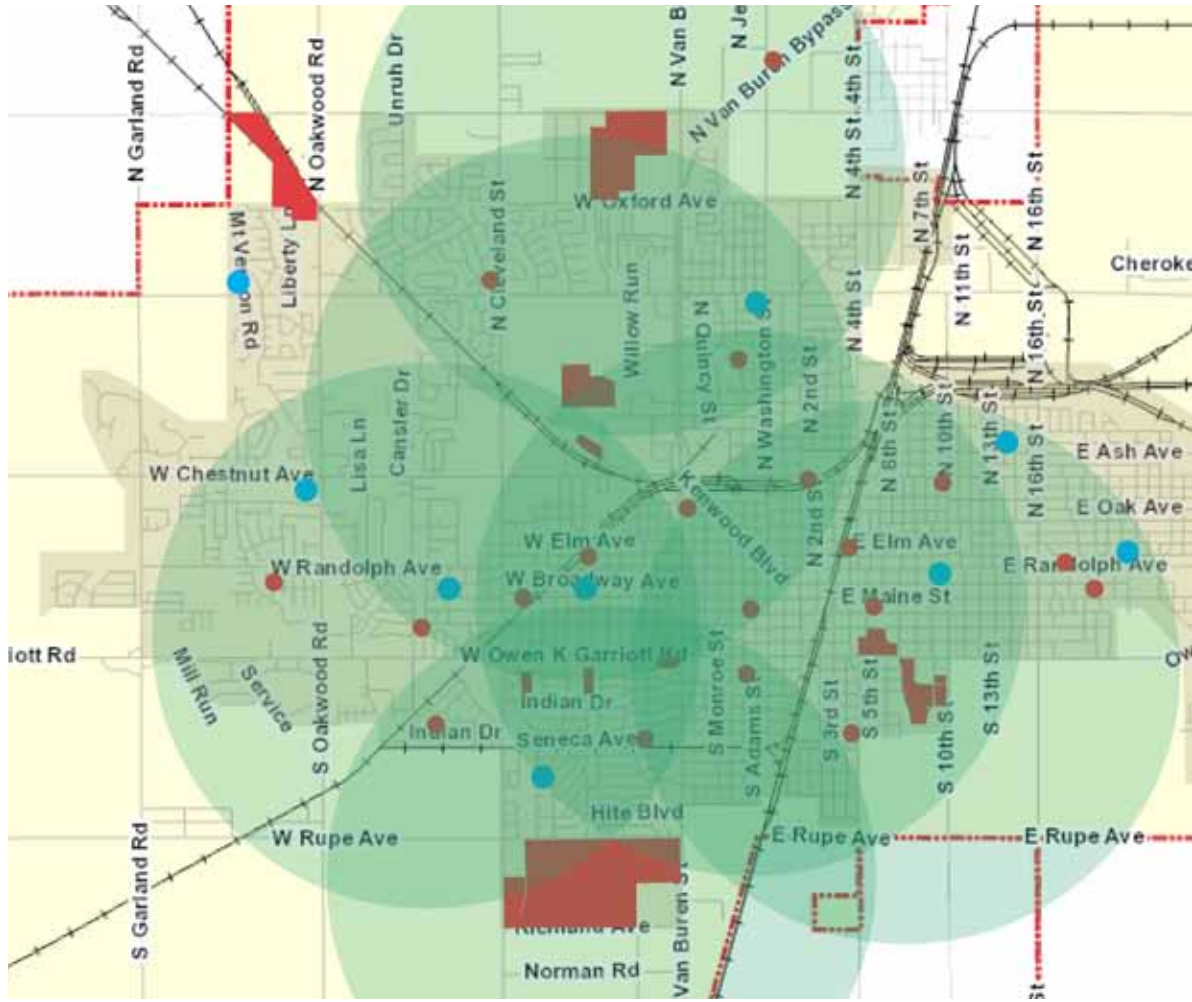 N Garland Rd
N Oakwood Rd
Unruh Dr
N Van B
N Je
N Van Buren Bypass
N 4th St
4th St
N 7th St
N 16th St
W Oxford Ave
N Cleveland St
Mt Vernon Rd
Liberty Ln
Willow Run
N Quincy St
N Washington St
N 4th St
N 11th St
N 16th St
Cheroke
N 2nd St
W Chestnut Ave
Lisa Ln
Cansler Dr
N 6th St
N 10th St
N 13th St
N 16th St
E Ash Ave
Kenwood Blvd
N 2nd St
E Oak Ave
W Elm Ave
E Elm Ave
W Randolph Ave
W Broadway Ave
E Randolph Ave
E Maine St
iott Rd
W Owen K Garriott Rd
Ow
Mill Run
Service
S Oakwood Rd
Indian Dr
S Monroe St
S Adams St
S 3rd St
S 5th St
S 10th St
S 13th St
Indian Dr
Seneca Ave
Hite Blvd
W Rupe Ave
E Rupe Ave
E Rupe Ave
S Garland Rd
Van Buren St
Richland Ave
Norman Rd
St